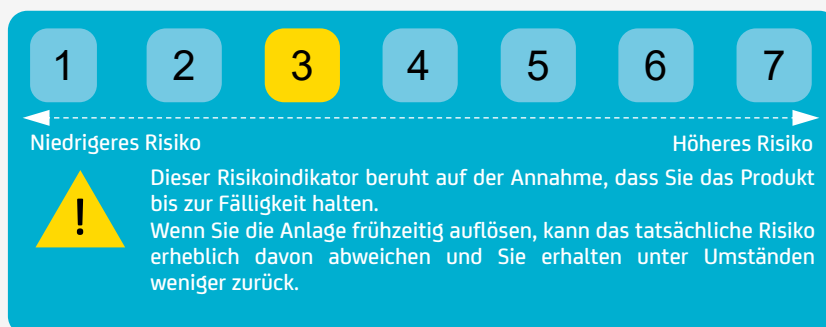 1 2 3 4 5 6 7
Niedrigeres Risiko Höheres Risiko
!
Dieser Risikoindikator beruht auf der Annahme, dass Sie das Produkt
bis zur Fälligkeit halten.
Wenn Sie die Anlage frühzeitig auflösen, kann das tatsächliche Risiko
erheblich davon abweichen und Sie erhalten unter Umständen
weniger zurück.